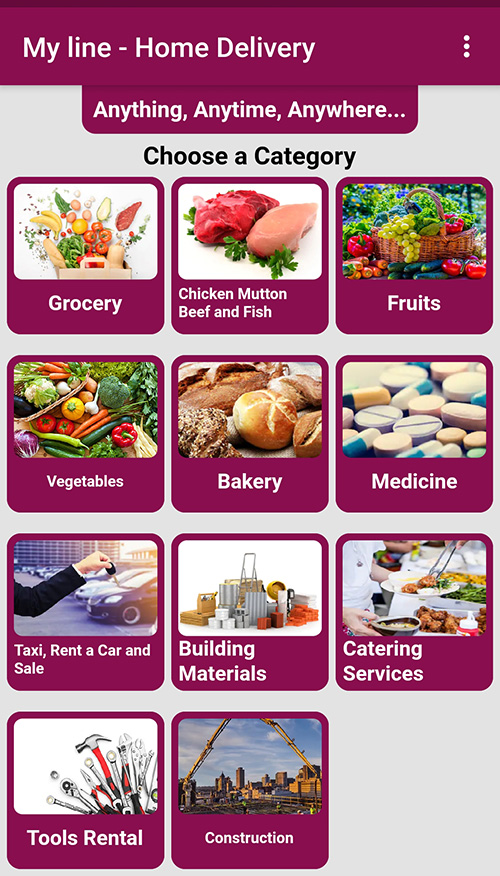 My line - Home Delivery
Anything, Anytime, Anywhere...
Choose a Category
Grocery
Chicken Mutton
Beef and Fish
Fruits
Vegetables
Bakery
Medicine
Taxi, Rent a Car and
Sale
Building
Materials
Catering
Services
Tools Rental
Construction